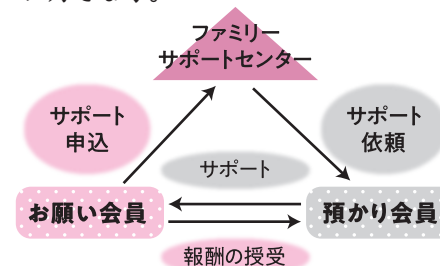 ファミリー
サポートセンター
サポート
申込
サポート
依頼
サポート
お願い会員
預かり会員
報酬の授受